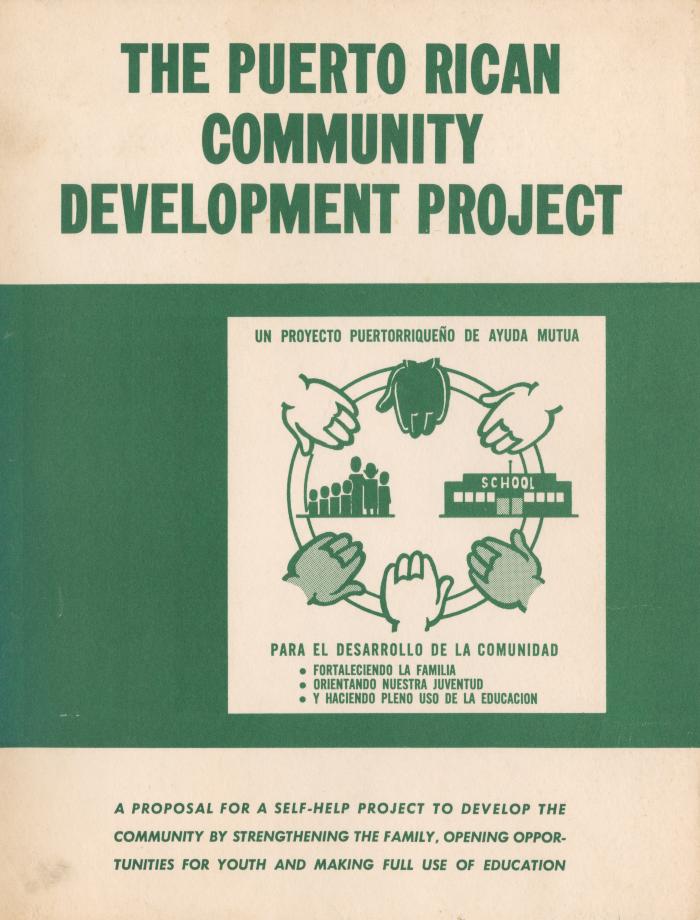 THE PUERTO RICAN
COMMUNITY
DEVELOPMENT PROJECT
UN PROYECTO PUERTORRIQUEÑO DE AYUDA MUTUA
SCHOOL
PARA EL DESARROLLO DE LA COMUNIDAD
• FORTALECIENDO LA FAMILIA
• ORIENTANDO NUESTRA JUVENTUD
• Y HACIENDO PLENO USO DE LA EDUCACION
A PROPOSAL FOR A SELF-HELP PROJECT TO DEVELOP THE
COMMUNITY BY STRENGTHENING THE FAMILY, OPENING OPPOR-
TUNITIES FOR YOUTH AND MAKING FULL USE OF EDUCATION